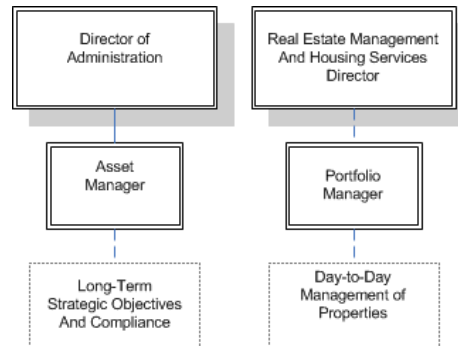 Director of
Administration
Real Estate Management
And Housing Services
Director
Asset
Manager
Portfolio
Manager
Long-Term
Strategic Objectives
And Compliance
Day-to-Day
Management of
Properties